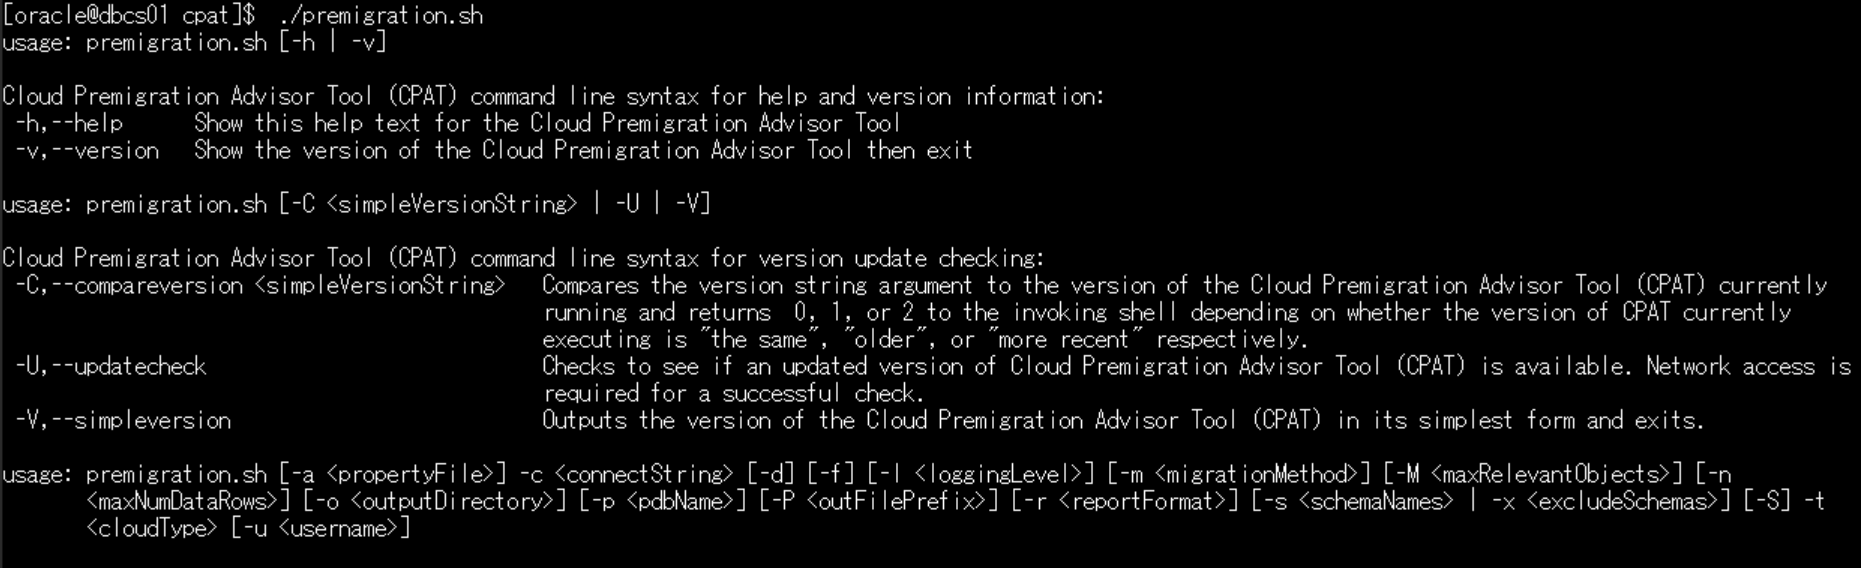 [oracle@dbcs01 cpat]$ ./premigration.sh
usage: premigration.sh [-h | -v]
Cloud Premigration Advisor Tool (CPAT) command line syntax for help and version information:
-h,--help Show this help text for the Cloud Premigration Advisor Tool
-v,--version Show the version of the Cloud Premigration Advisor Tool then exit
usage: premigration.sh [-C <simpleVersionString> | -U | -V]
Cloud Premigration Advisor Tool (CPAT) command line syntax for version update checking:
-C,--compareversion <simpleVersionString> Compares the version string argument to the version of the Cloud Premigration Advisor Tool (CPAT) currently
running and returns 0, 1, or 2 to the invoking shell depending on whether the version of CPAT currently
executing is "the same", "older", or "more recent" respectively.
-U,--updatecheck Checks to see if an updated version of Cloud Premigration Advisor Tool (CPAT) is available. Network access is
required for a successful check.
-V,--simpleversion Outputs the version of the Cloud Premigration Advisor Tool (CPAT) in its simplest form and exits.
usage: premigration.sh [-a <propertyFile>] -c <connectString> [-d] [-f] [-l <loggingLevel>] [-m <migrationMethod>] [-M <maxRelevantObjects>] [-n
<maxNumDataRows>] [-o <outputDirectory>] [-p <pdbName>] [-P <outFilePrefix>] [-r <reportFormat>] [-s <schemaNames> | -x <excludeSchemas>] [-S] -t
<cloudType> [-u <username>]